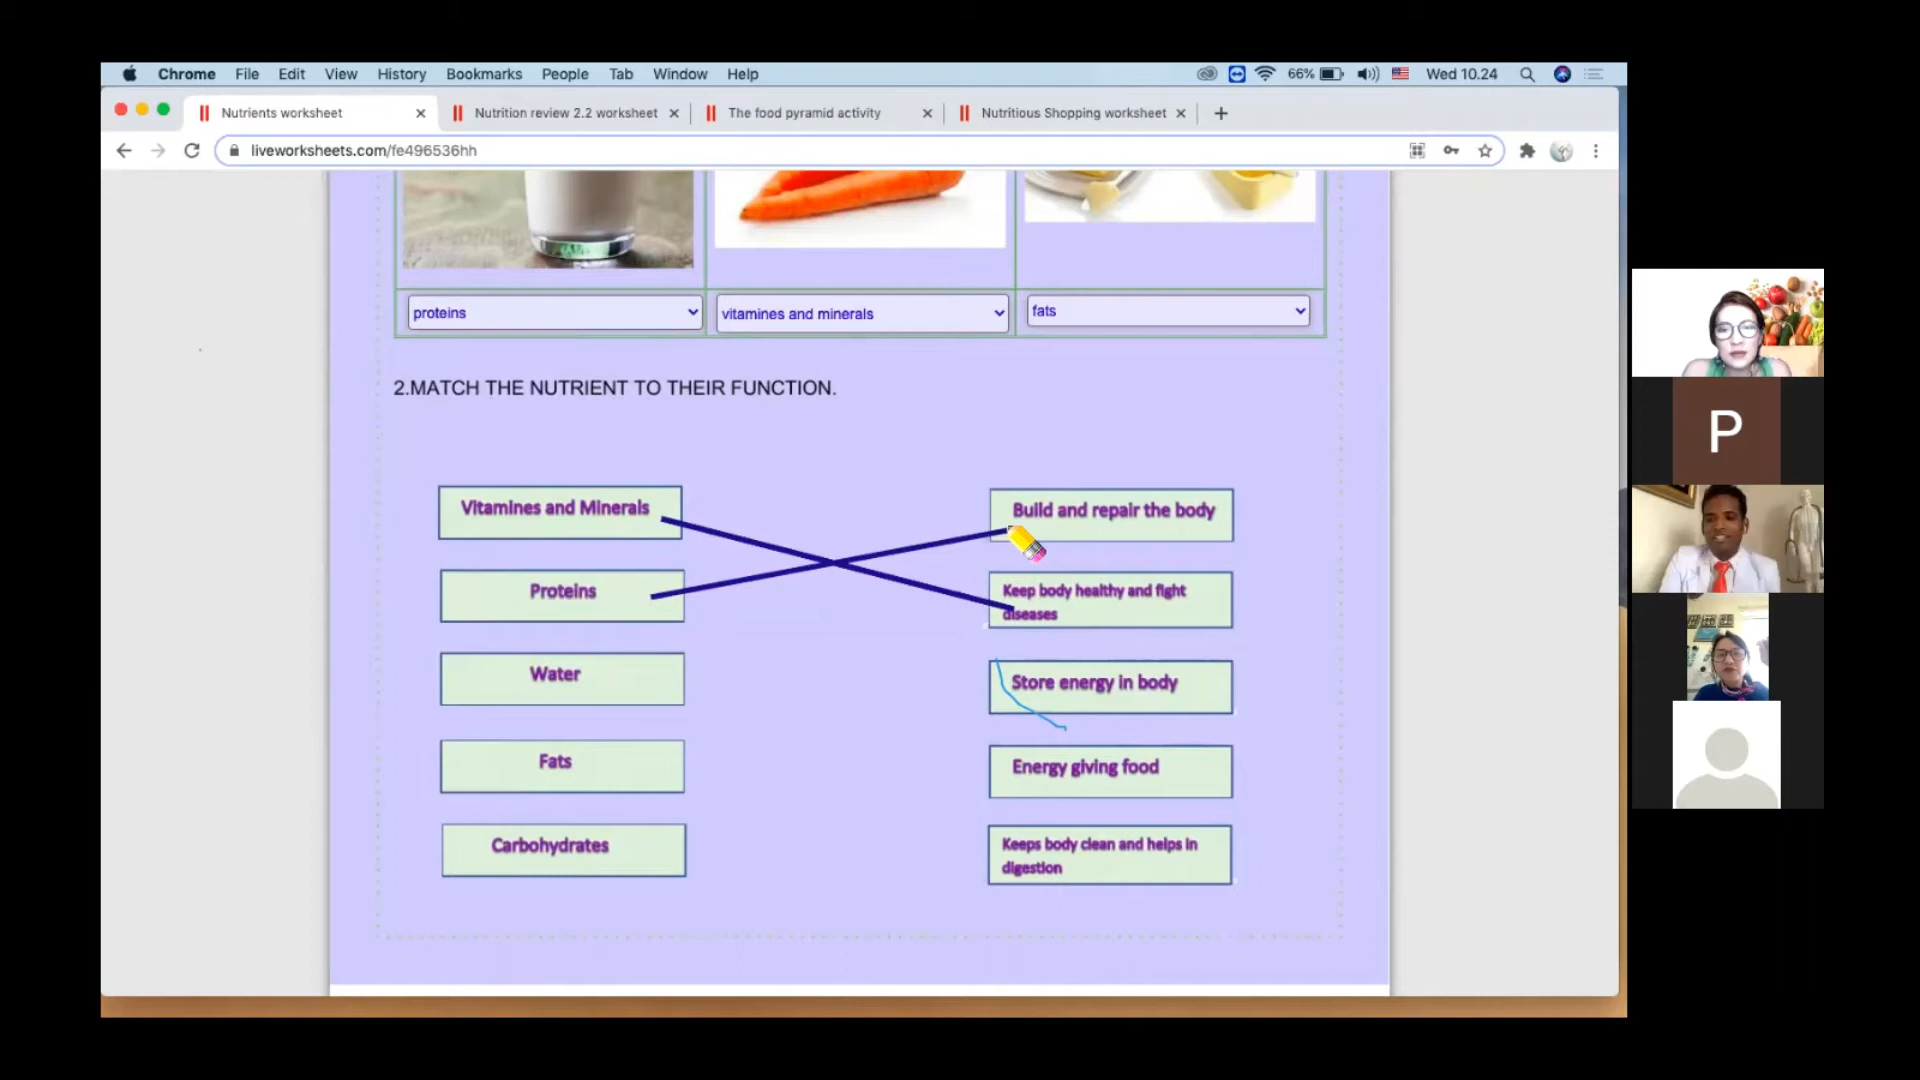 Chrome File Edit View History Bookmarks People Tab Window Help 66% Wed 10.24
Nutrients worksheet Nutrition review 2.2 worksheet The food pyramid activity Nutritious Shopping worksheet
liveworksheets.com/fe496536hh
proteins vitamines and minerals fats
2.MATCH THE NUTRIENT TO THEIR FUNCTION.
Vitamines and Minerals Build and repair the body
Proteins Keep body healthy and fight
diseases
Water Store energy in body
Fats Energy giving food
Carbohydrates Keeps body clean and helps in
digestion
P